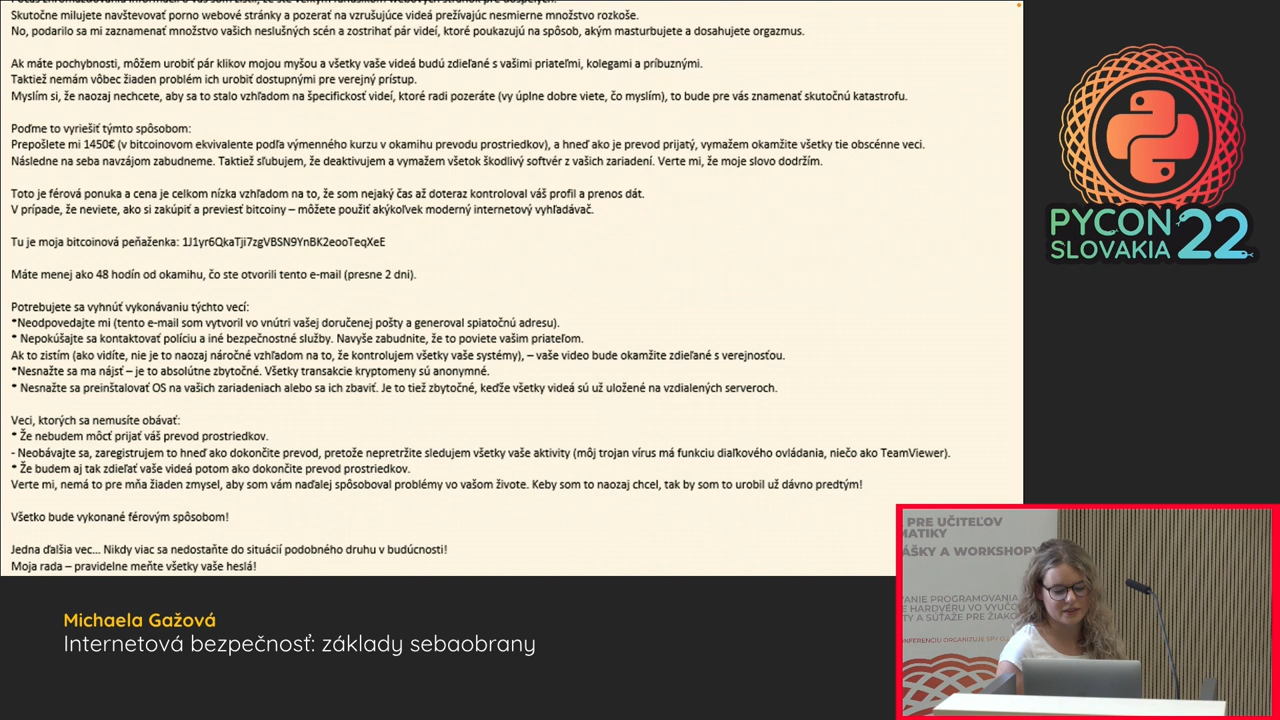 Skutočne milujete navštevovať porno webové stránky a pozerať na vzrušujúce videá prežívajúc nesmierne množstvo rozkoše.
No, podarilo sa mi zaznamenať množstvo vašich neslušných scén a zostrihať pár videí, ktoré poukazujú na spôsob, akým masturbujete a dosahujete orgazmus.
Ak máte pochybnosti, môžem urobiť pár klikov mojou myšou a všetky vaše videá budú zdieľané s vašimi priateľmi, kolegami a príbuznými.
Taktiež nemám vôbec žiaden problém ich urobiť dostupnými pre verejný prístup.
Myslím si, že naozaj nechcete, aby sa to stalo vzhľadom na špecifickosť videí, ktoré radi pozeráte (vy úplne dobre viete, čo myslím), to bude pre vás znamenať skutočnú katastrofu.
Poďme to vyriešiť týmto spôsobom:
Prepošlete mi 1450€ (v bitcoinovom ekvivalente podľa výmenného kurzu v okamihu prevodu prostriedkov), a hneď ako je prevod prijatý, vymažem okamžite všetky tie obscénne veci.
Následne na seba navzájom zabudneme. Taktiež sľubujem, že deaktivujem a vymažem všetok škodlivý softvér z vašich zariadení. Verte mi, že moje slovo dodržím.
Toto je férová ponuka a cena je celkom nízka vzhľadom na to, že som nejaký čas až doteraz kontroloval váš profil a prenos dát.
V prípade, že neviete, ako si zakúpiť a previesť bitcoiny – môžete použiť akýkoľvek moderný internetový vyhľadávač.
Tu je moja bitcoinová peňaženka: 1J1yr6QkaTji7zgVBSN9YnBK2eooTeqXeE
Máte menej ako 48 hodín od okamihu, čo ste otvorili tento e-mail (presne 2 dni).
Potrebujete sa vyhnúť vykonávaniu týchto vecí:
*Neodpovedajte mi (tento e-mail som vytvoril vo vnútri vašej doručenej pošty a generoval spiatočnú adresu).
* Nepokúšajte sa kontaktovať políciu a iné bezpečnostné služby. Navyše zabudnite, že to poviete vašim priateľom.
Ak to zistím (ako vidíte, nie je to naozaj náročné vzhľadom na to, že kontrolujem všetky vaše systémy), – vaše video bude okamžite zdieľané s verejnosťou.
*Nesnažte sa ma nájsť – je to absolútne zbytočné. Všetky transakcie kryptomeny sú anonymné.
* Nesnažte sa preinštalovať OS na vašich zariadeniach alebo sa ich zbaviť. Je to tiež zbytočné, keďže všetky videá sú už uložené na vzdialených serveroch.
Veci, ktorých sa nemusíte obávať:
* Že nebudem môcť prijať váš prevod prostriedkov.
- Neobávajte sa, zaregistrujem to hneď ako dokončíte prevod, pretože nepretržite sledujem všetky vaše aktivity (môj trojan vírus má funkciu diaľkového ovládania, niečo ako TeamViewer).
* Že budem aj tak zdieľať vaše videá potom ako dokončíte prevod prostriedkov.
Verte mi, nemá to pre mňa žiaden zmysel, aby som vám naďalej spôsoboval problémy vo vašom živote. Keby som to naozaj chcel, tak by som to urobil už dávno predtým!
Všetko bude vykonané férovým spôsobom!
Jedna ďalšia vec... Nikdy viac sa nedostaňte do situácií podobného druhu v budúcnosti!
Moja rada – pravidelne meňte všetky vaše heslá!
PYCON
SLOVAKIA 22
PRE UČITEĽOV
MATIKY
ÁŠKY A WORKSHOPY
ANIE PROGRAMOVANIA
E HARDVÉRU VO VYUČO
TY A SÚŤAŽE PRE ŽIAKO
ONFERENCIU ORGANIZUJE SPY O.Z.
Michaela Gažová
Internetová bezpečnosť: základy sebaobrany